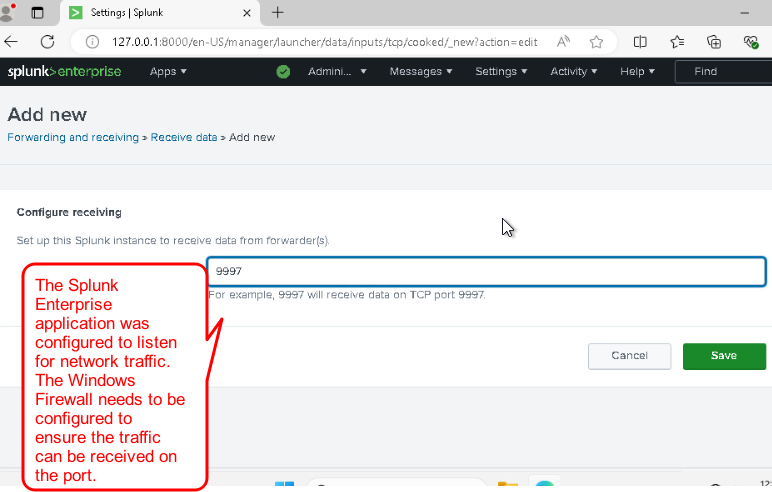 Settings | Splunk
127.0.0.1:8000/en-US/manager/launcher/data/inputs/tcp/cooked/_new?action=edit
splunk>enterprise Apps Admini... Messages Settings Activity Help Find
Add new
Forwarding and receiving » Receive data » Add new
Configure receiving
Set up this Splunk instance to receive data from forwarder(s).
9997
For example, 9997 will receive data on TCP port 9997.
Cancel Save
The Splunk
Enterprise
application was
configured to listen
for network traffic.
The Windows
Firewall needs to be
configured to
ensure the traffic
can be received on
the port.